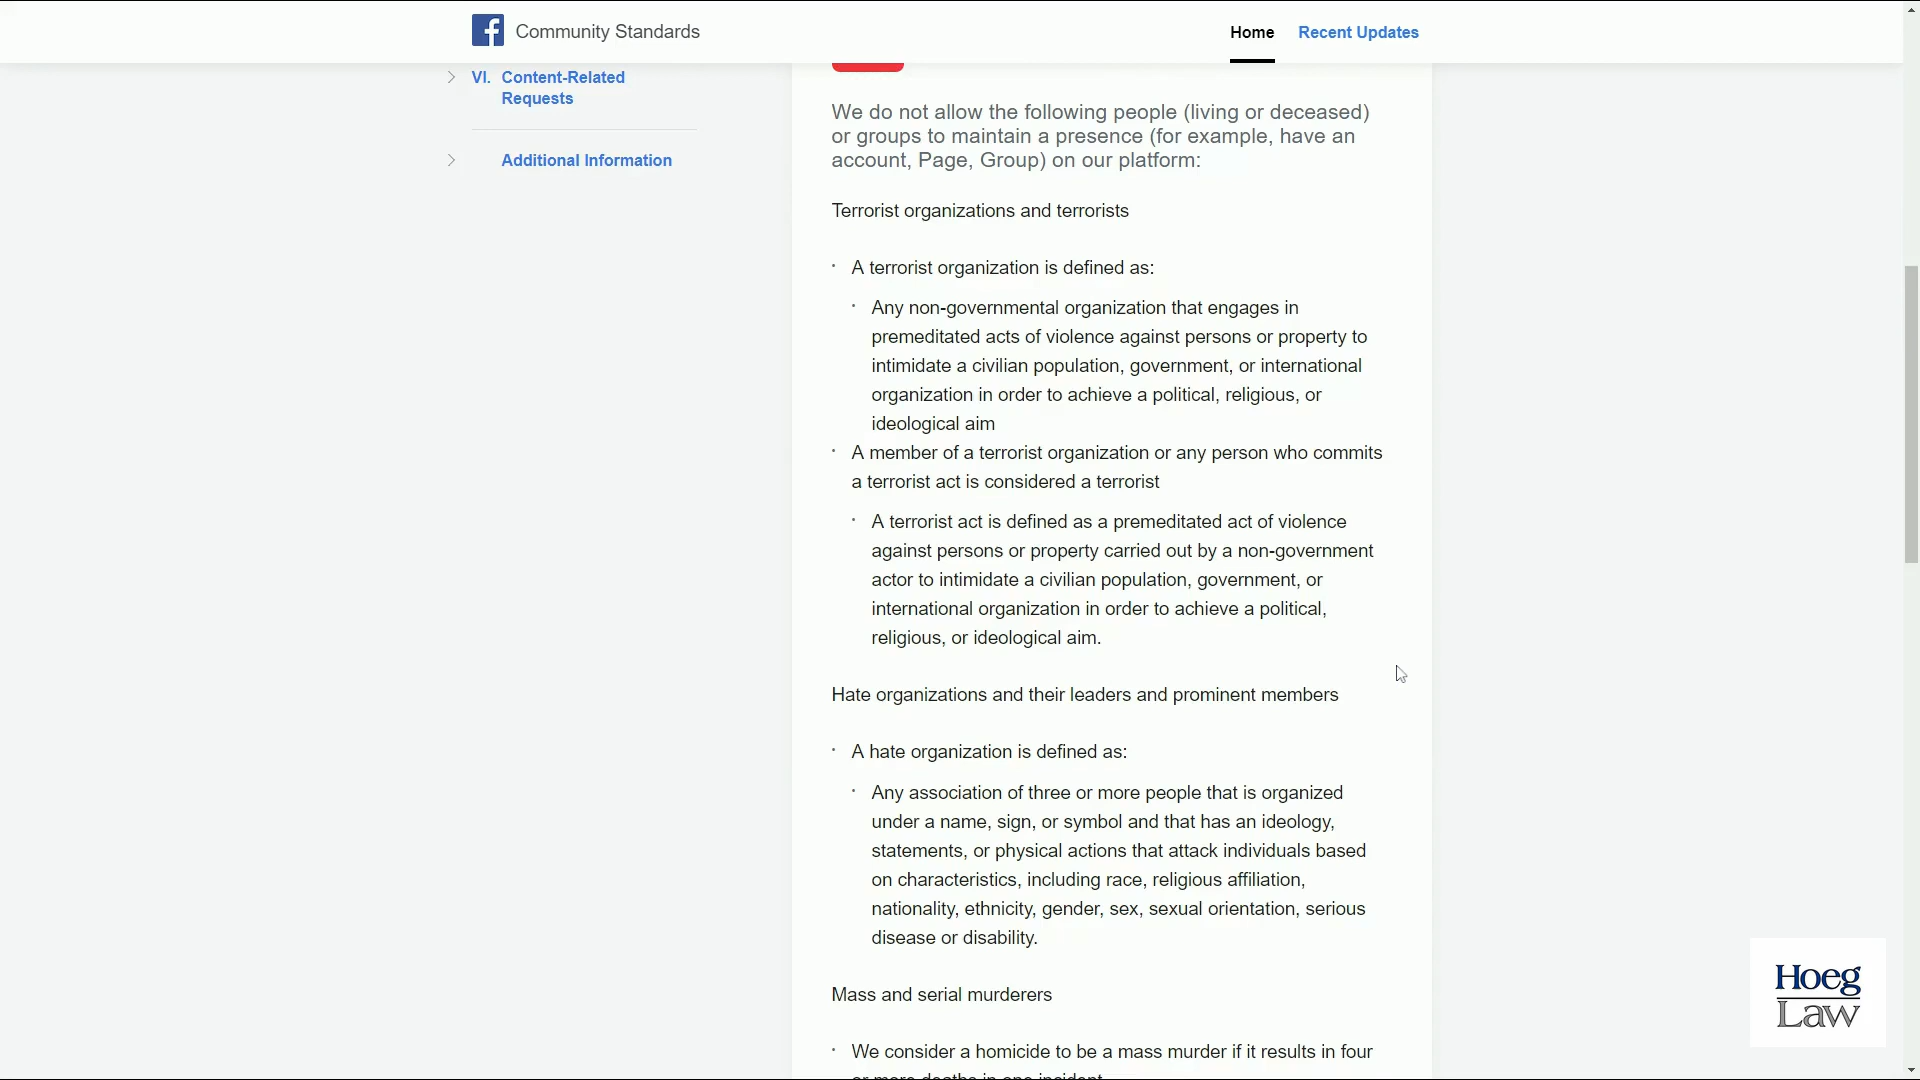 Community Standards
Home
Recent Updates
VI. Content-Related
Requests
Additional Information
We do not allow the following people (living or deceased)
or groups to maintain a presence (for example, have an
account, Page, Group) on our platform:
Terrorist organizations and terrorists
· A terrorist organization is defined as:
· Any non-governmental organization that engages in
premeditated acts of violence against persons or property to
intimidate a civilian population, government, or international
organization in order to achieve a political, religious, or
ideological aim
· A member of a terrorist organization or any person who commits
a terrorist act is considered a terrorist
· A terrorist act is defined as a premeditated act of violence
against persons or property carried out by a non-government
actor to intimidate a civilian population, government, or
international organization in order to achieve a political,
religious, or ideological aim.
Hate organizations and their leaders and prominent members
· A hate organization is defined as:
· Any association of three or more people that is organized
under a name, sign, or symbol and that has an ideology,
statements, or physical actions that attack individuals based
on characteristics, including race, religious affiliation,
nationality, ethnicity, gender, sex, sexual orientation, serious
disease or disability.
Mass and serial murderers
· We consider a homicide to be a mass murder if it results in four
or more deaths in one incident
Hoeg
Law